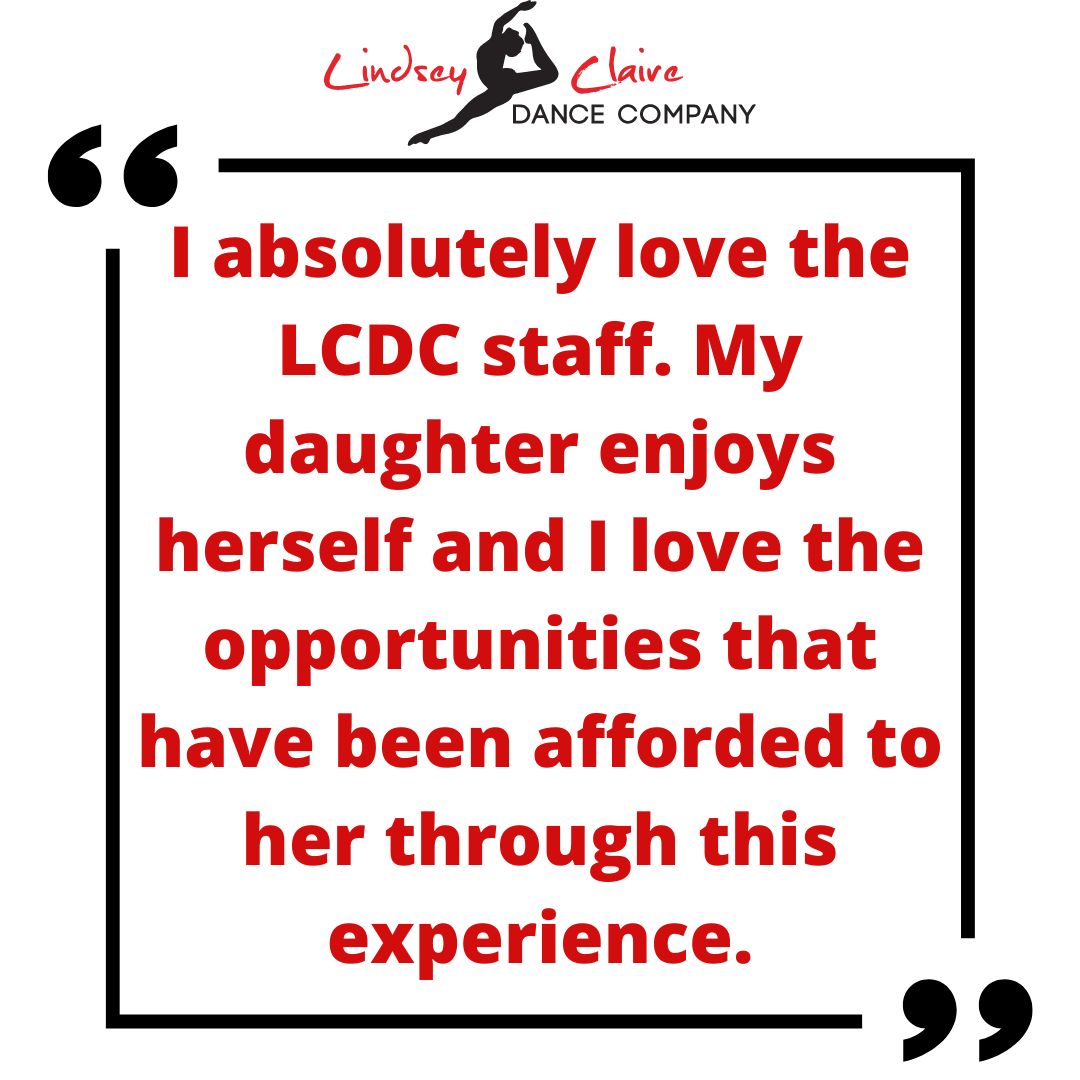 Lindsey Claire
DANCE COMPANY
“
I absolutely love the
LCDC staff. My
daughter enjoys
herself and I love the
opportunities that
have been afforded to
her through this
experience.
”